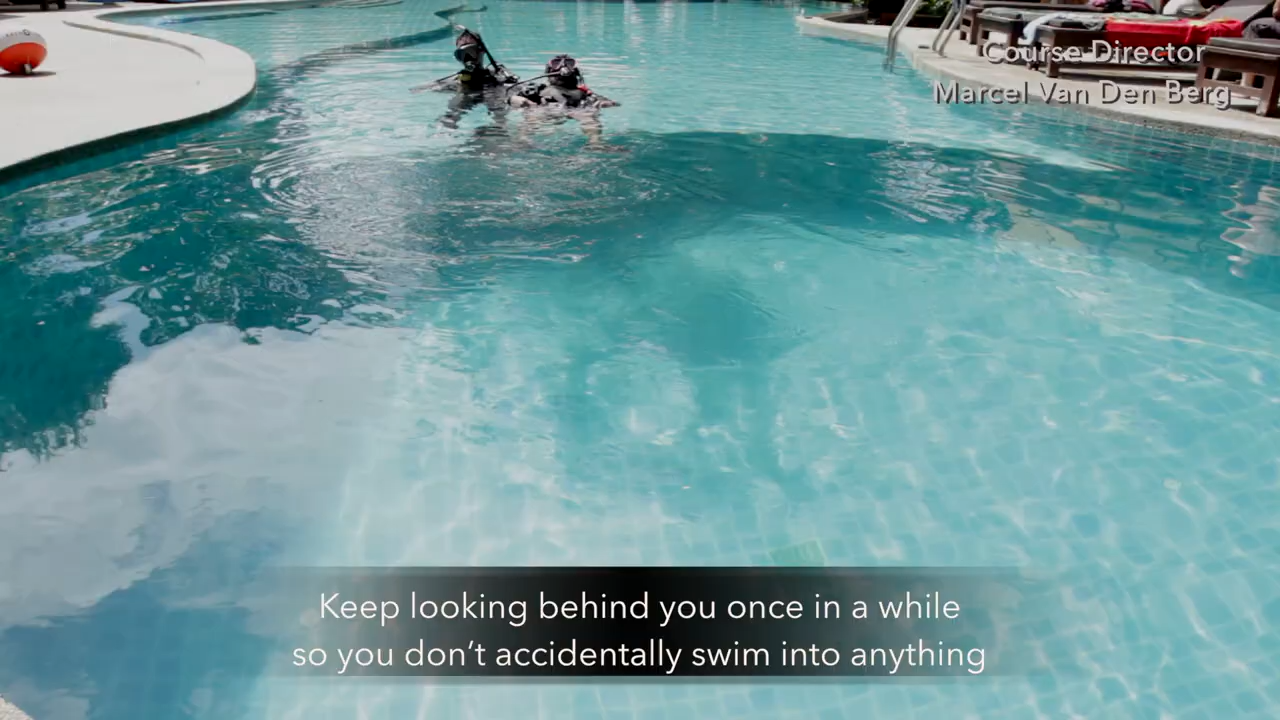 Course Director
Marcel Van Den Berg
Keep looking behind you once in a while
so you don't accidentally swim into anything